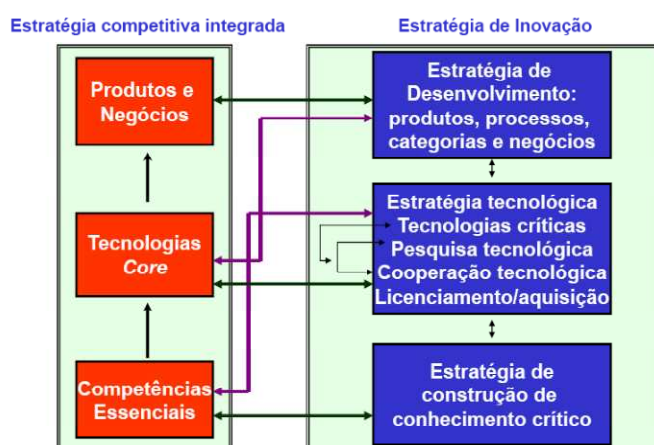 Estratégia competitiva integrada
Produtos e
Negócios
Tecnologias
Core
Competências
Essenciais
Estratégia de Inovação
Estratégia de
Desenvolvimento:
produtos, processos,
categorias e negócios
Estratégia tecnológica
Tecnologias críticas
Pesquisa tecnológica
Cooperação tecnológica
Licenciamento/aquisição
Estratégia de
construção de
conhecimento crítico